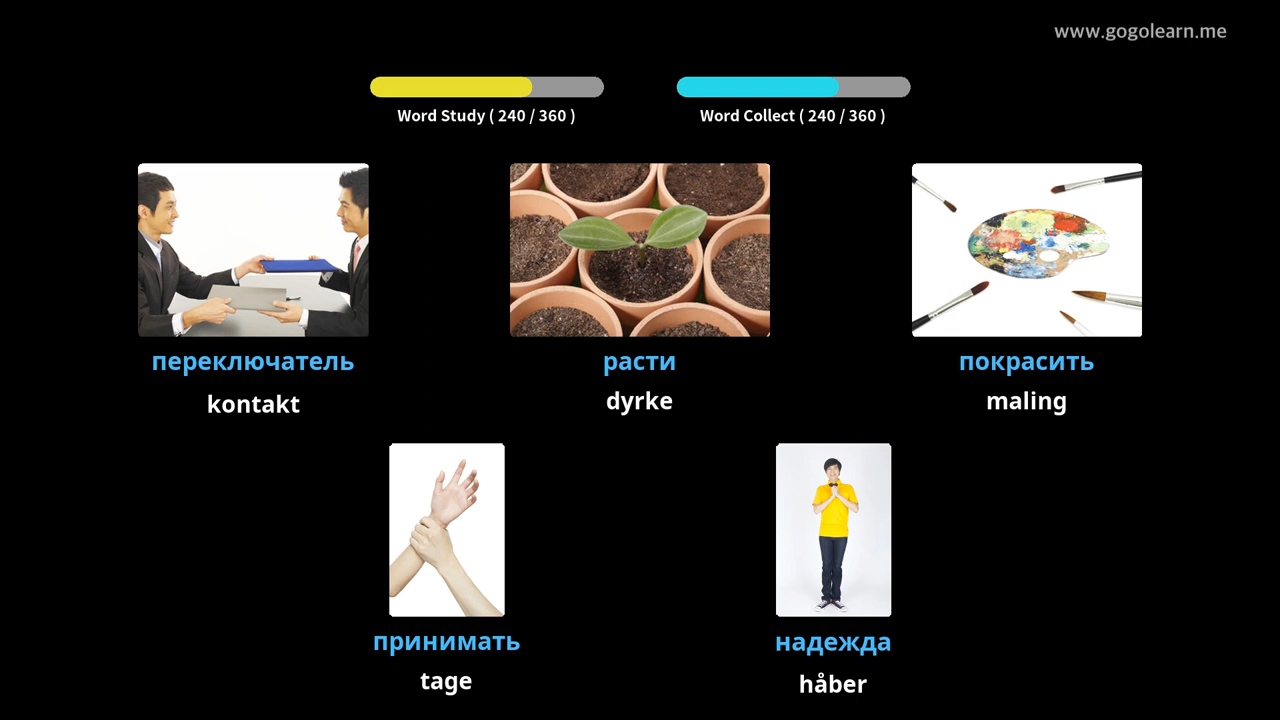 www.gogolearn.me
Word Study ( 240 / 360 )
Word Collect ( 240 / 360 )
переключатель
kontakt
расти
dyrke
покрасить
maling
принимать
tage
надежда
håber